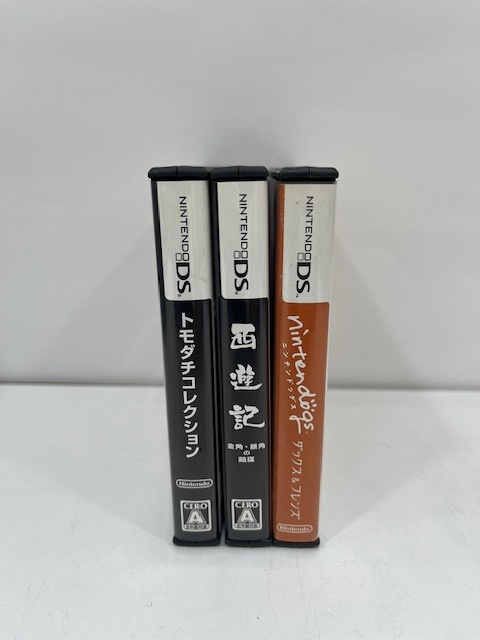 NINTENDO DS
トモダチコレクション
Nintendo
CERO
A
NINTENDO DS
西遊記
金角・銀角
の
陰謀
CERO
A
NINTENDO DS
nintendogs
ニンテンドッグス
ダックス&フレンズ
Nintendo